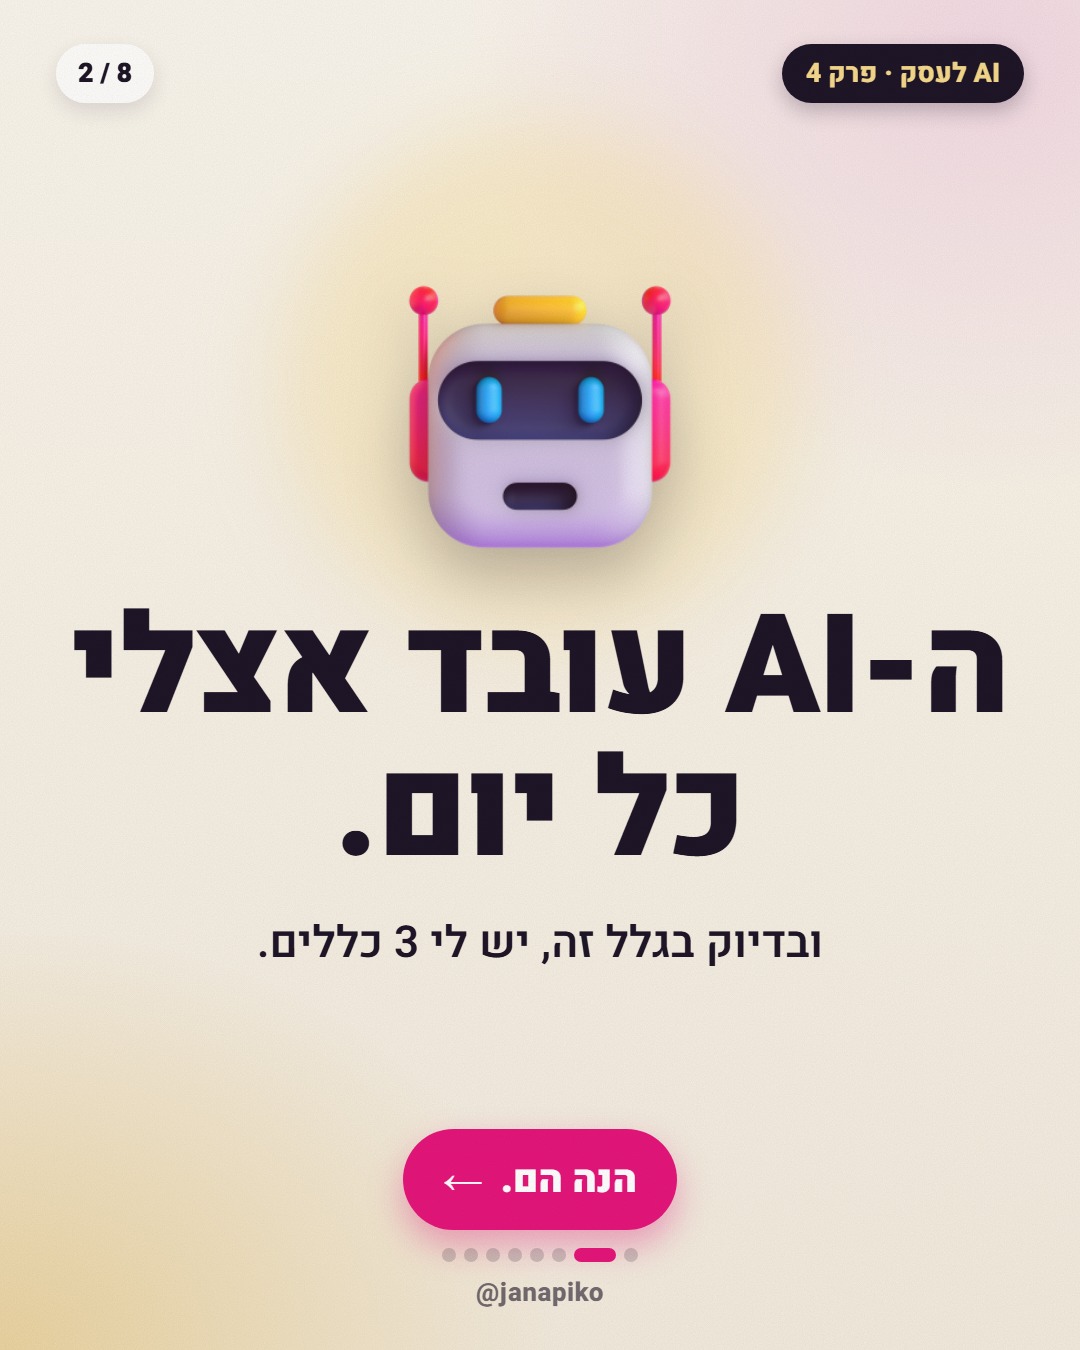 AI לעסק · פרק 4
2 / 8
ה-AI עובד אצלי
כל יום.
ובדיוק בגלל זה, יש לי 3 כללים.
הנה הם. ←
@janapiko